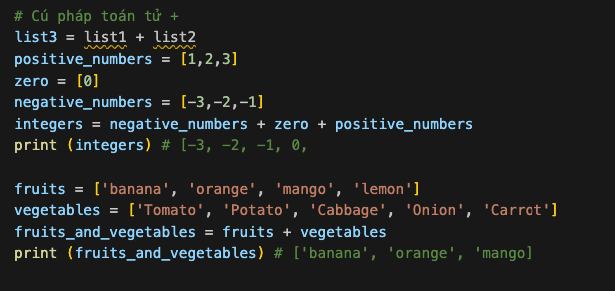 # Cú pháp toán tử +
list3 = list1 + list2
positive_numbers = [1,2,3]
zero = [0]
negative_numbers = [-3,-2,-1]
integers = negative_numbers + zero + positive_numbers
print (integers) # [-3, -2, -1, 0,
fruits = ['banana', 'orange', 'mango', 'lemon']
vegetables = ['Tomato', 'Potato', 'Cabbage', 'Onion', 'Carrot']
fruits_and_vegetables = fruits + vegetables
print (fruits_and_vegetables) # ['banana', 'orange', 'mango]